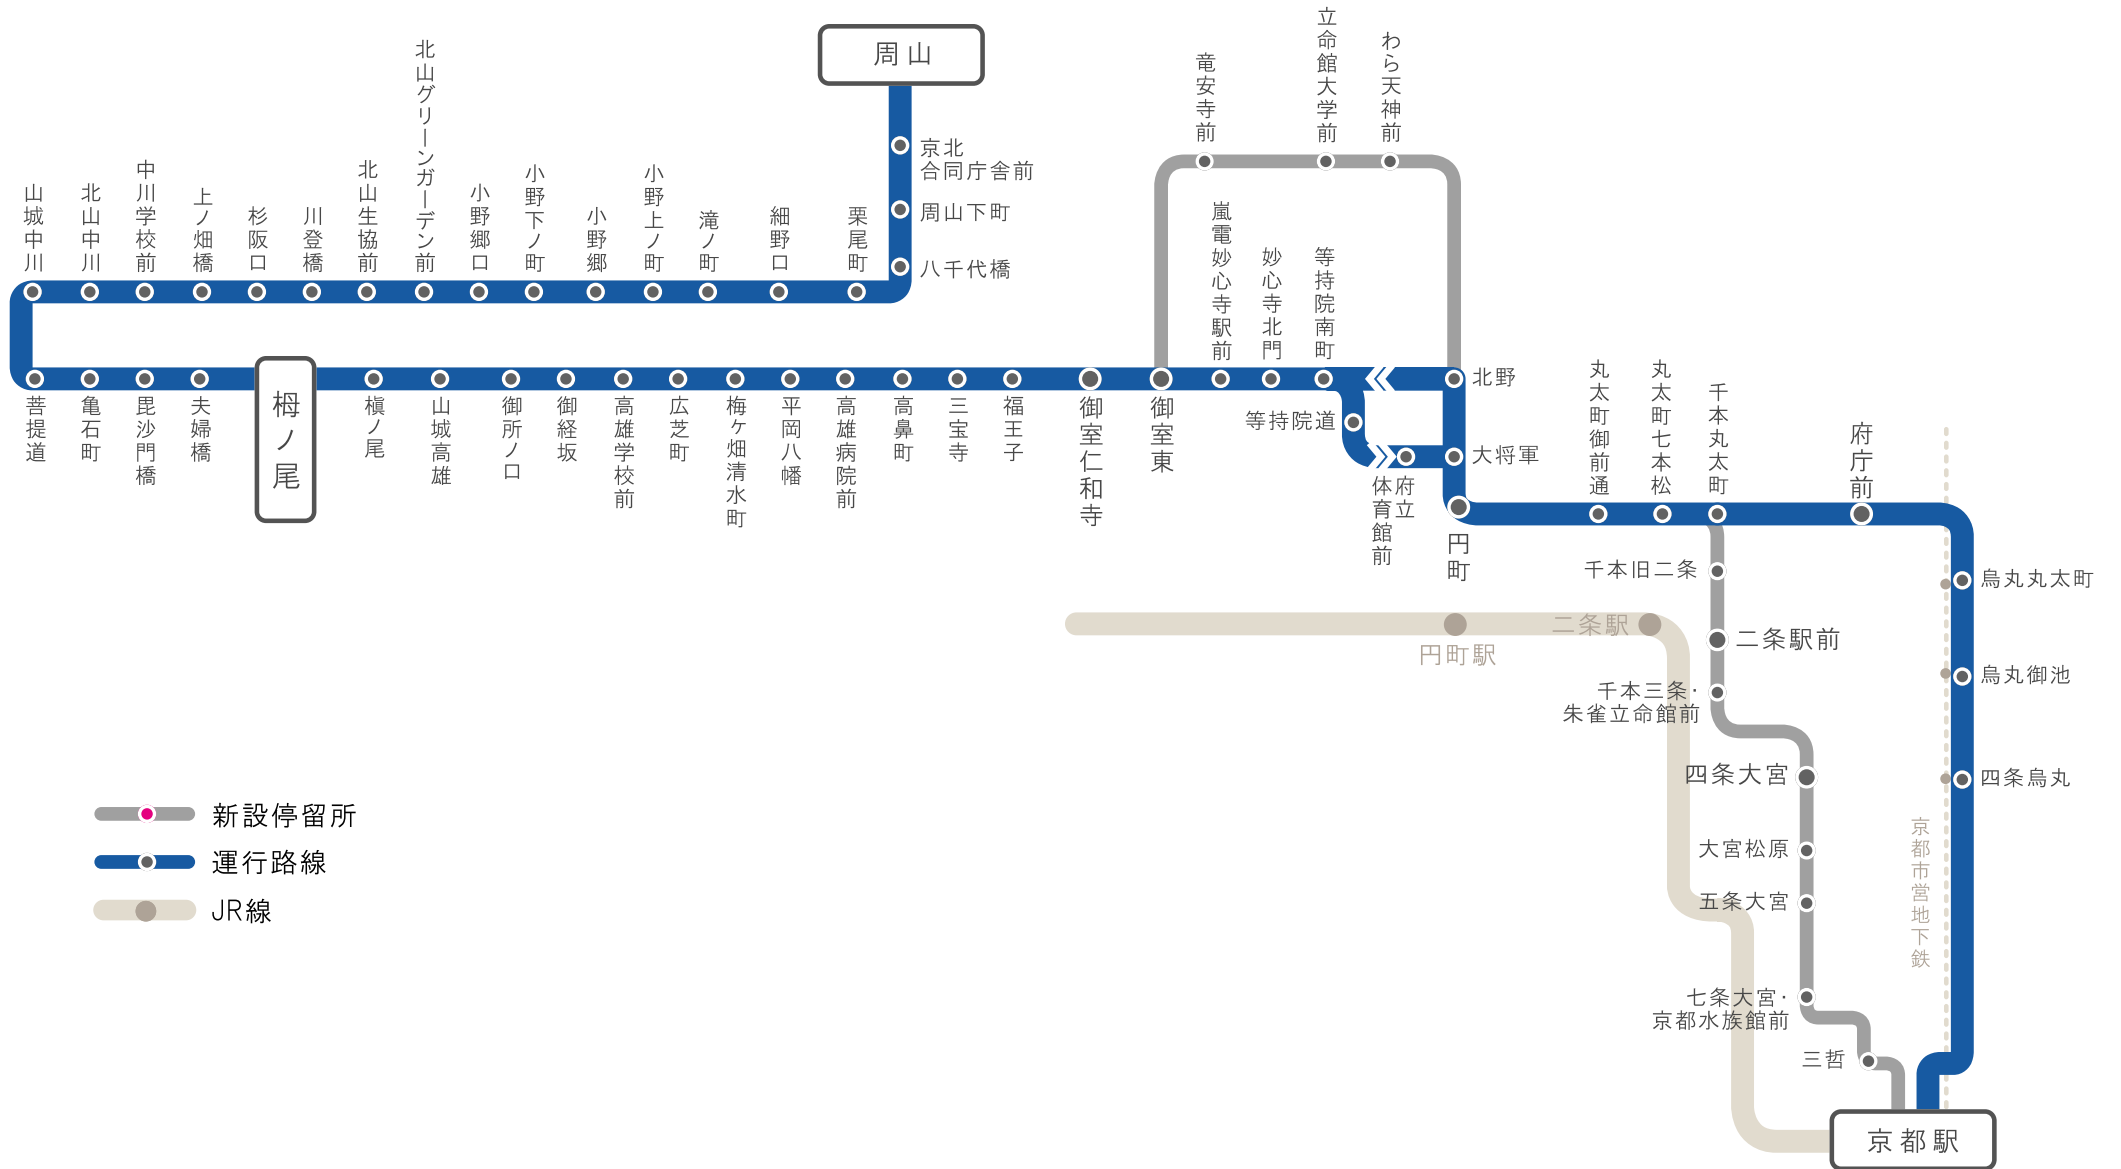 周山
京北
合同庁舎前
周山下町
八千代橋
山城中川
北山中川
中川学校前
上ノ畑橋
杉阪口
川登橋
北山生協前
北山グリーンガーデン前
小野郷口
小野下ノ町
小野郷
小野上ノ町
滝ノ町
細野口
栗尾町
菩提道
亀石町
毘沙門橋
夫婦橋
栂ノ尾
槇ノ尾
山城高雄
御所ノ口
御経坂
高雄学校前
広芝町
梅ヶ畑清水町
平岡八幡
高雄病院前
高鼻町
三宝寺
福王子
御室仁和寺
御室東
竜安寺前
立命館大学前
わら天神前
嵐電妙心寺駅前
妙心寺北門
等持院南町
等持院道
府立
体育館前
北野
大将軍
円町
丸太町御前通
丸太町七本松
千本丸太町
府庁前
千本旧二条
二条駅前
千本三条・
朱雀立命館前
四条大宮
大宮松原
五条大宮
七条大宮・
京都水族館前
三哲
烏丸丸太町
烏丸御池
四条烏丸
京都市営地下鉄
円町駅
二条駅
京都駅
新設停留所
運行路線
JR線